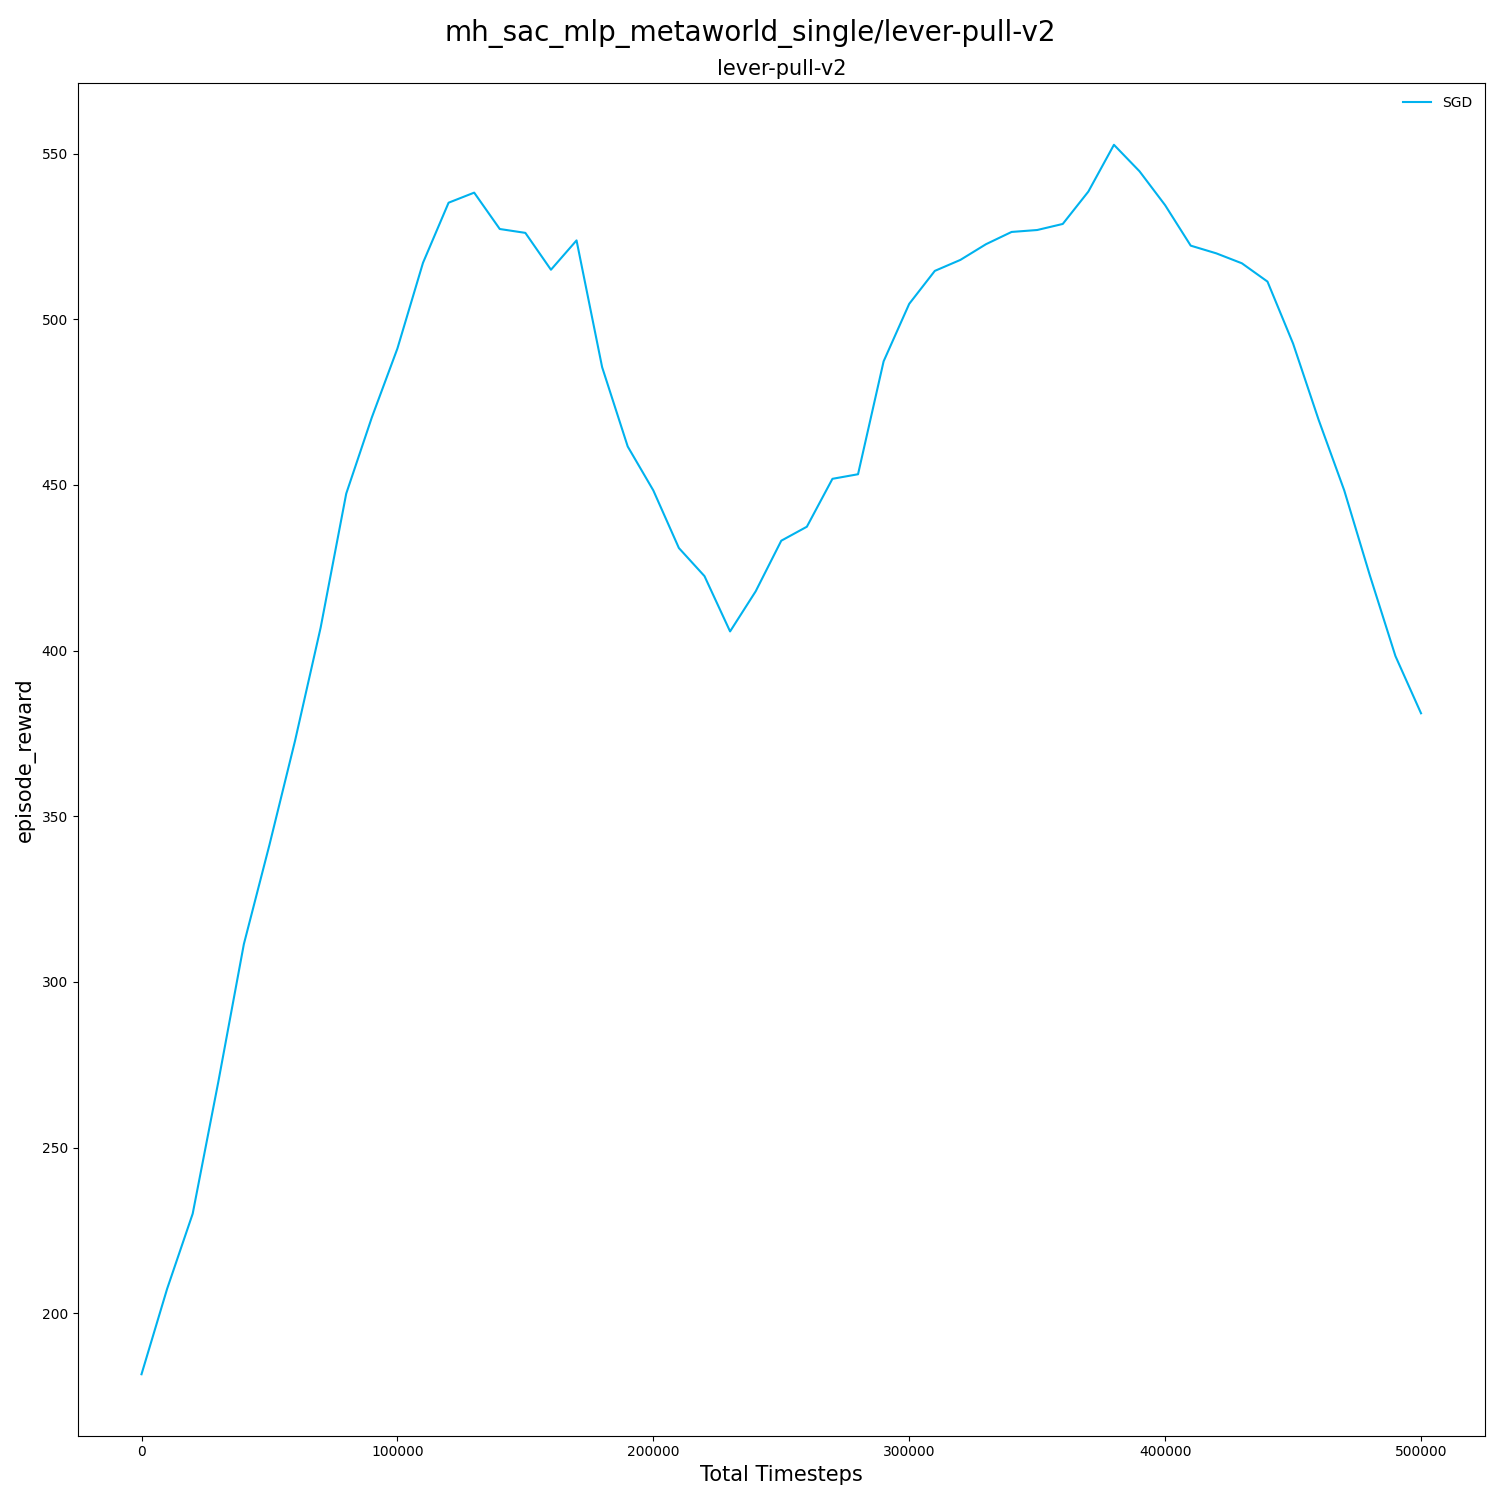 mh_sac_mlp_metaworld_single/lever-pull-v2
lever-pull-v2
SGD
550
500
450
400
350
300
250
200
episode_reward
0 100000 200000 300000 400000 500000
Total Timesteps